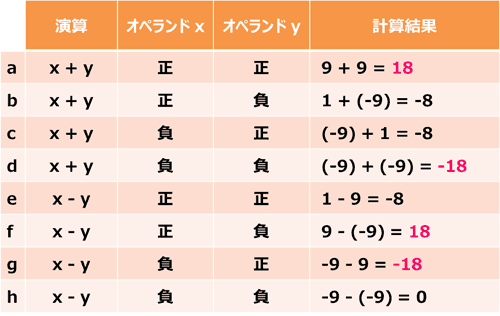 演算 オペランド x オペランド y 計算結果
a x + y 正 正 9 + 9 = 18
b x + y 正 負 1 + (-9) = -8
c x + y 負 正 (-9) + 1 = -8
d x + y 負 負 (-9) + (-9) = -18
e x - y 正 正 1 - 9 = -8
f x - y 正 負 9 - (-9) = 18
g x - y 負 正 -9 - 9 = -18
h x - y 負 負 -9 - (-9) = 0